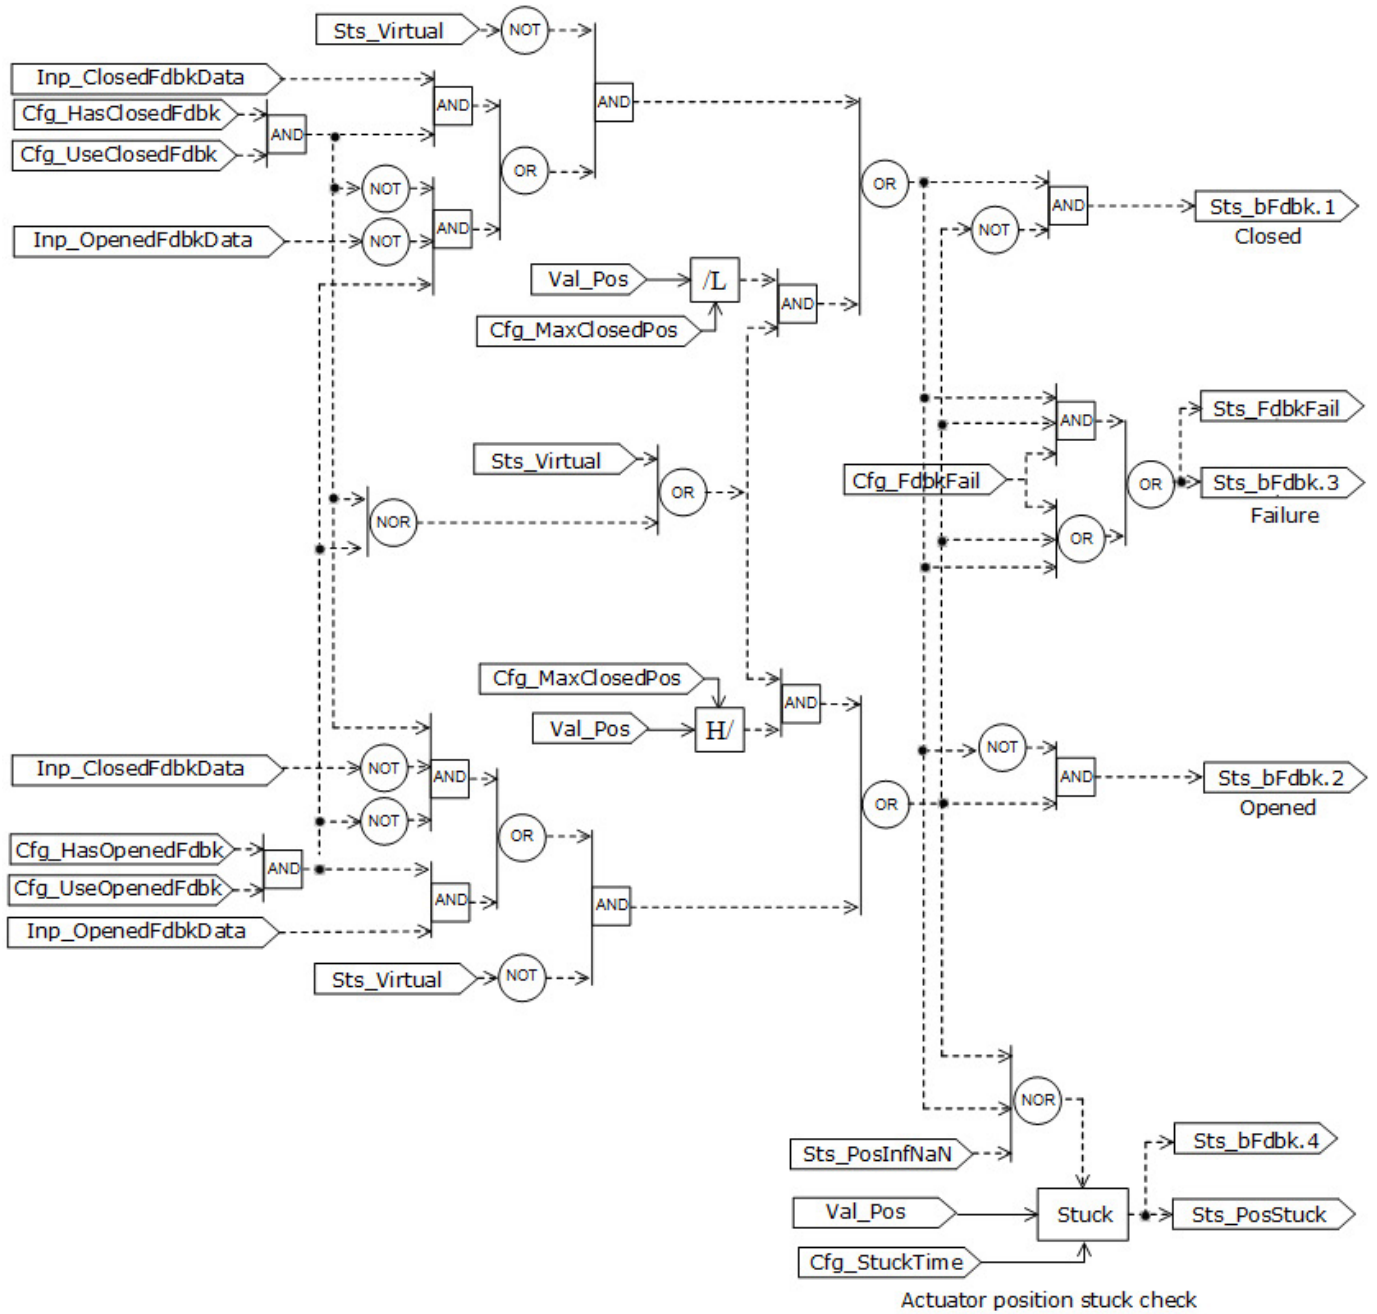 Sts_Virtual
NOT
Inp_ClosedFdbkData
Cfg_HasClosedFdbk
AND
AND
AND
Cfg_UseClosedFdbk
OR
OR
NOT
Sts_bFdbk.1
AND
Closed
AND
Inp_OpenedFdbkData
NOT
NOT
Val_Pos
/L
AND
Cfg_MaxClosedPos
Sts_FdbkFail
AND
Sts_Virtual
OR
Cfg_FdbkFail
OR
Sts_bFdbk.3
Failure
NOR
OR
Cfg_MaxClosedPos
AND
Val_Pos
H/
NOT
Inp_ClosedFdbkData
NOT
AND
AND
Sts_bFdbk.2
Opened
OR
NOT
OR
Cfg_HasOpenedFdbk
AND
Cfg_UseOpenedFdbk
AND
AND
Inp_OpenedFdbkData
Sts_Virtual
NOT
NOR
Sts_bFdbk.4
Sts_PosInfNaN
Val_Pos
Stuck
Sts_PosStuck
Cfg_StuckTime
Actuator position stuck check